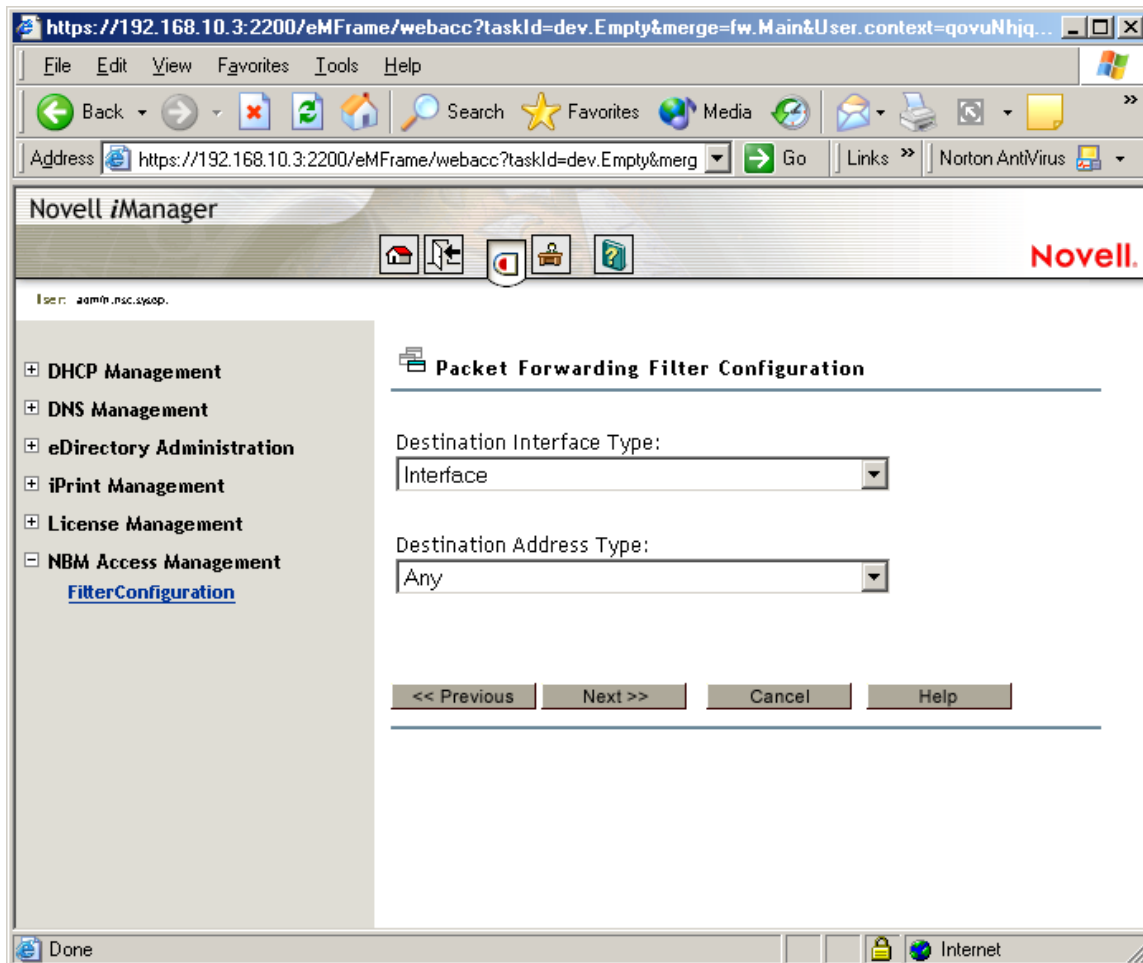 https://192.168.10.3:2200/eMFrame/webacc?taskId=dev.Empty&merge=fw.Main&User.context=qovuNhjq...
File Edit View Favorites Tools Help
Back Search Favorites Media »
Address https://192.168.10.3:2200/eMFrame/webacc?taskId=dev.Empty&merg Go Links » Norton AntiVirus
Novell iManager
Novell.
User: admin.nsc.sysop.
DHCP Management
DNS Management
eDirectory Administration
iPrint Management
License Management
NBM Access Management
FilterConfiguration
Packet Forwarding Filter Configuration
Destination Interface Type:
Interface
Destination Address Type:
Any
<< Previous Next >> Cancel Help
Done Internet